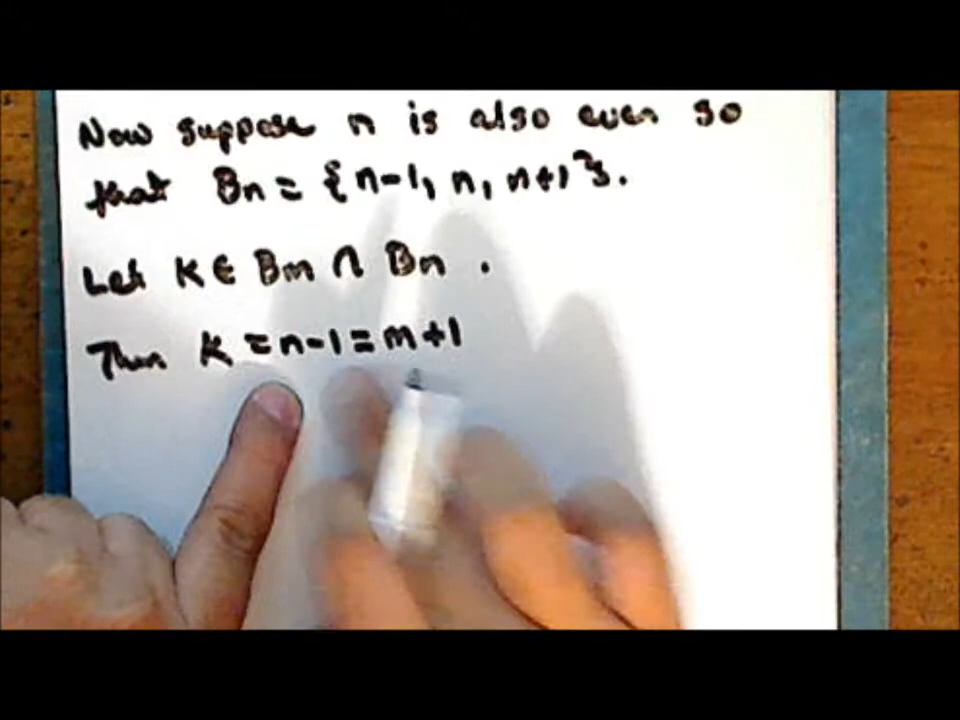 Now suppose n is also even so
that Bn = {n-1, n, n+1}.
Let K ∈ Bm ∩ Bn .
Then K = n-1 = m+1